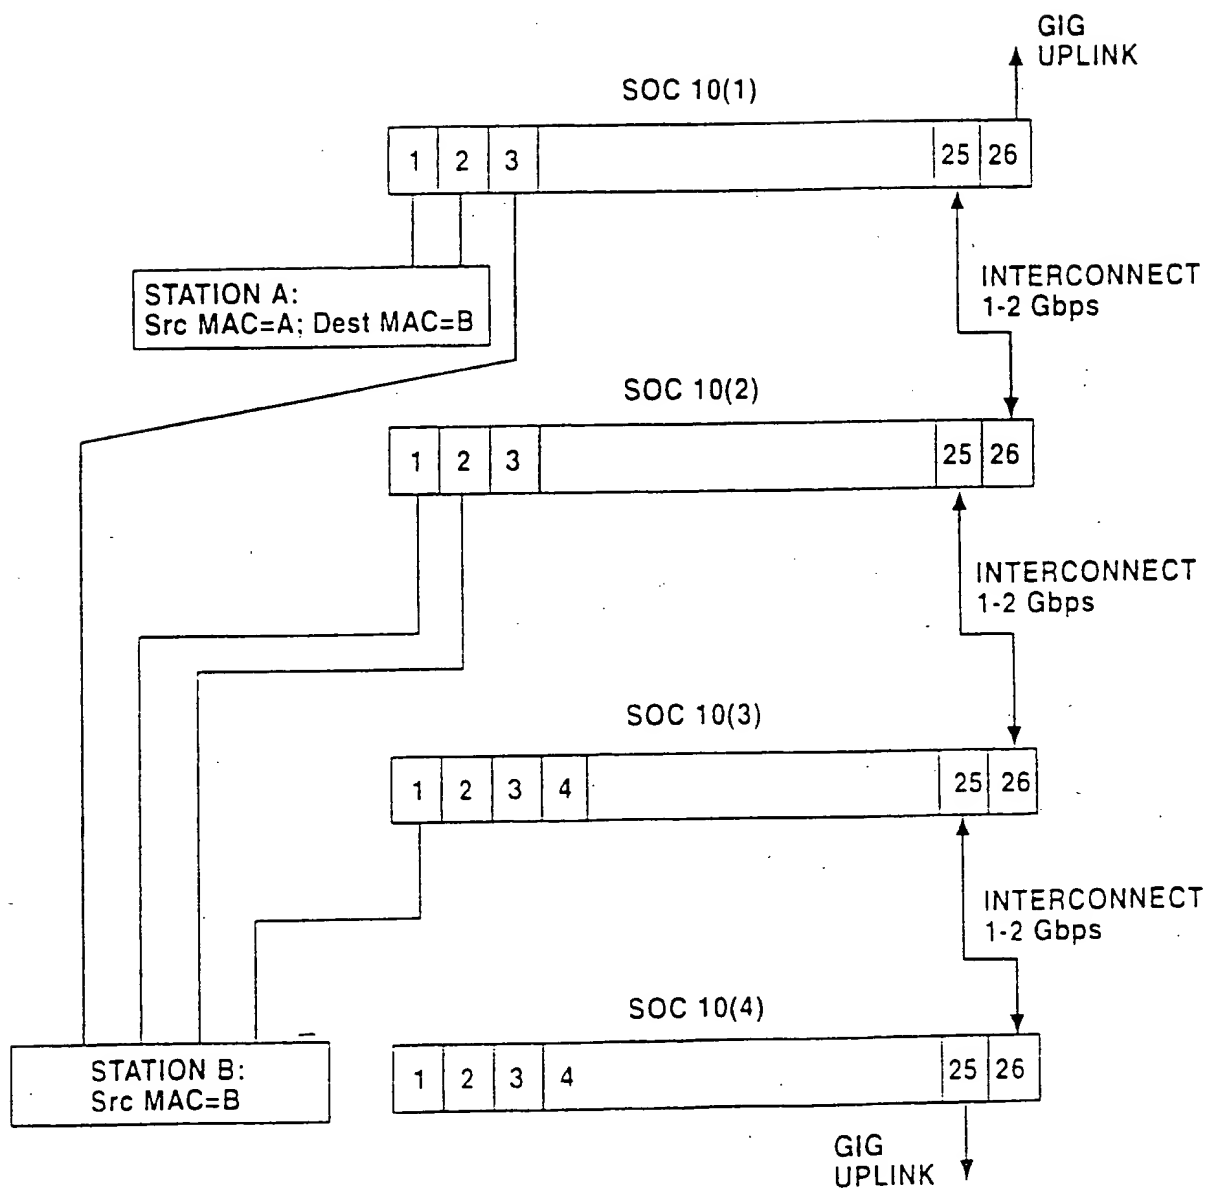 GIG
UPLINK
SOC 10(1)
1 2 3 25 26
STATION A:
Src MAC=A; Dest MAC=B
INTERCONNECT
1-2 Gbps
SOC 10(2)
1 2 3 25 26
INTERCONNECT
1-2 Gbps
SOC 10(3)
1 2 3 4 25 26
INTERCONNECT
1-2 Gbps
SOC 10(4)
STATION B:
Src MAC=B
1 2 3 4 25 26
GIG
UPLINK